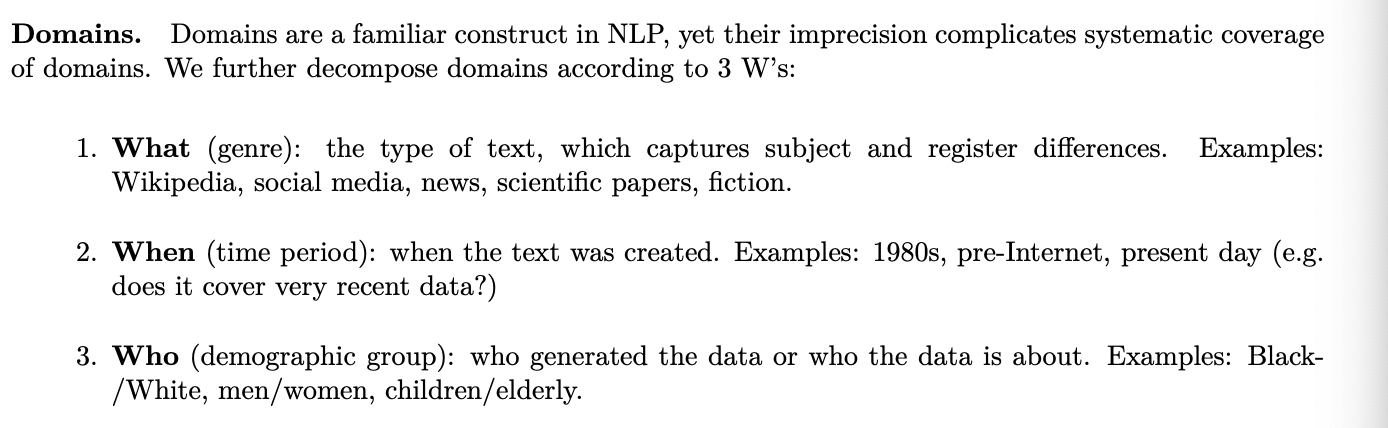 Domains. Domains are a familiar construct in NLP, yet their imprecision complicates systematic coverage
of domains. We further decompose domains according to 3 W’s:
1. What (genre): the type of text, which captures subject and register differences. Examples:
Wikipedia, social media, news, scientific papers, fiction.
2. When (time period): when the text was created. Examples: 1980s, pre-Internet, present day (e.g.
does it cover very recent data?)
3. Who (demographic group): who generated the data or who the data is about. Examples: Black-
/White, men/women, children/elderly.